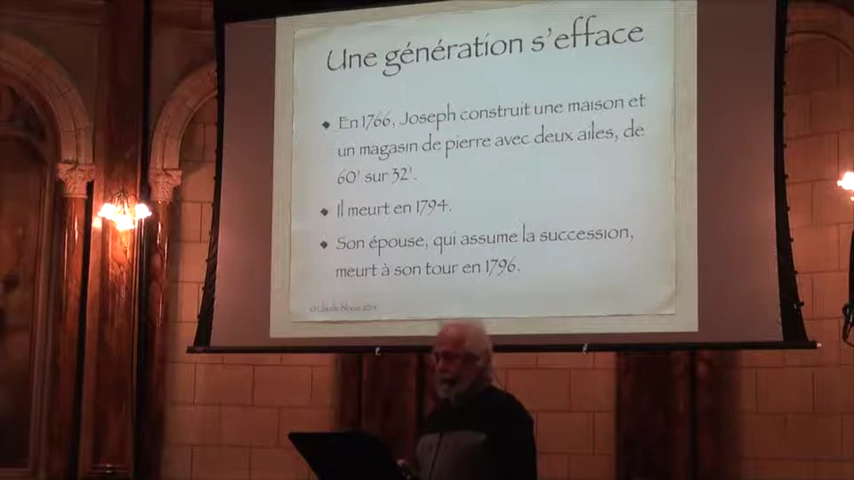 Une génération s'efface
◆ En 1766, Joseph construit une maison et
un magasin de pierre avec deux ailes, de
60' sur 32'.
◆ Il meurt en 1794.
◆ Son épouse, qui assume la succession,
meurt à son tour en 1796.